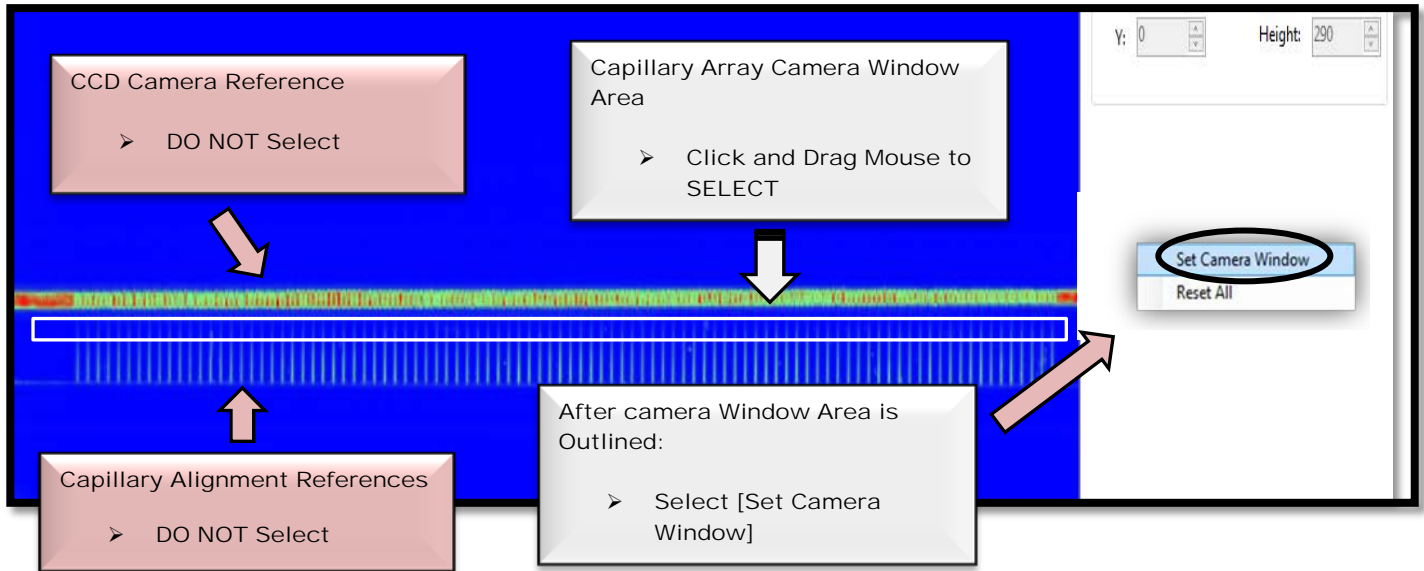 CCD Camera Reference
➢ DO NOT Select
Capillary Array Camera Window
Area
➢ Click and Drag Mouse to
SELECT
Y: 0 Height: 290
Set Camera Window
Reset All
Capillary Alignment References
➢ DO NOT Select
After camera Window Area is
Outlined:
➢ Select [Set Camera
Window]